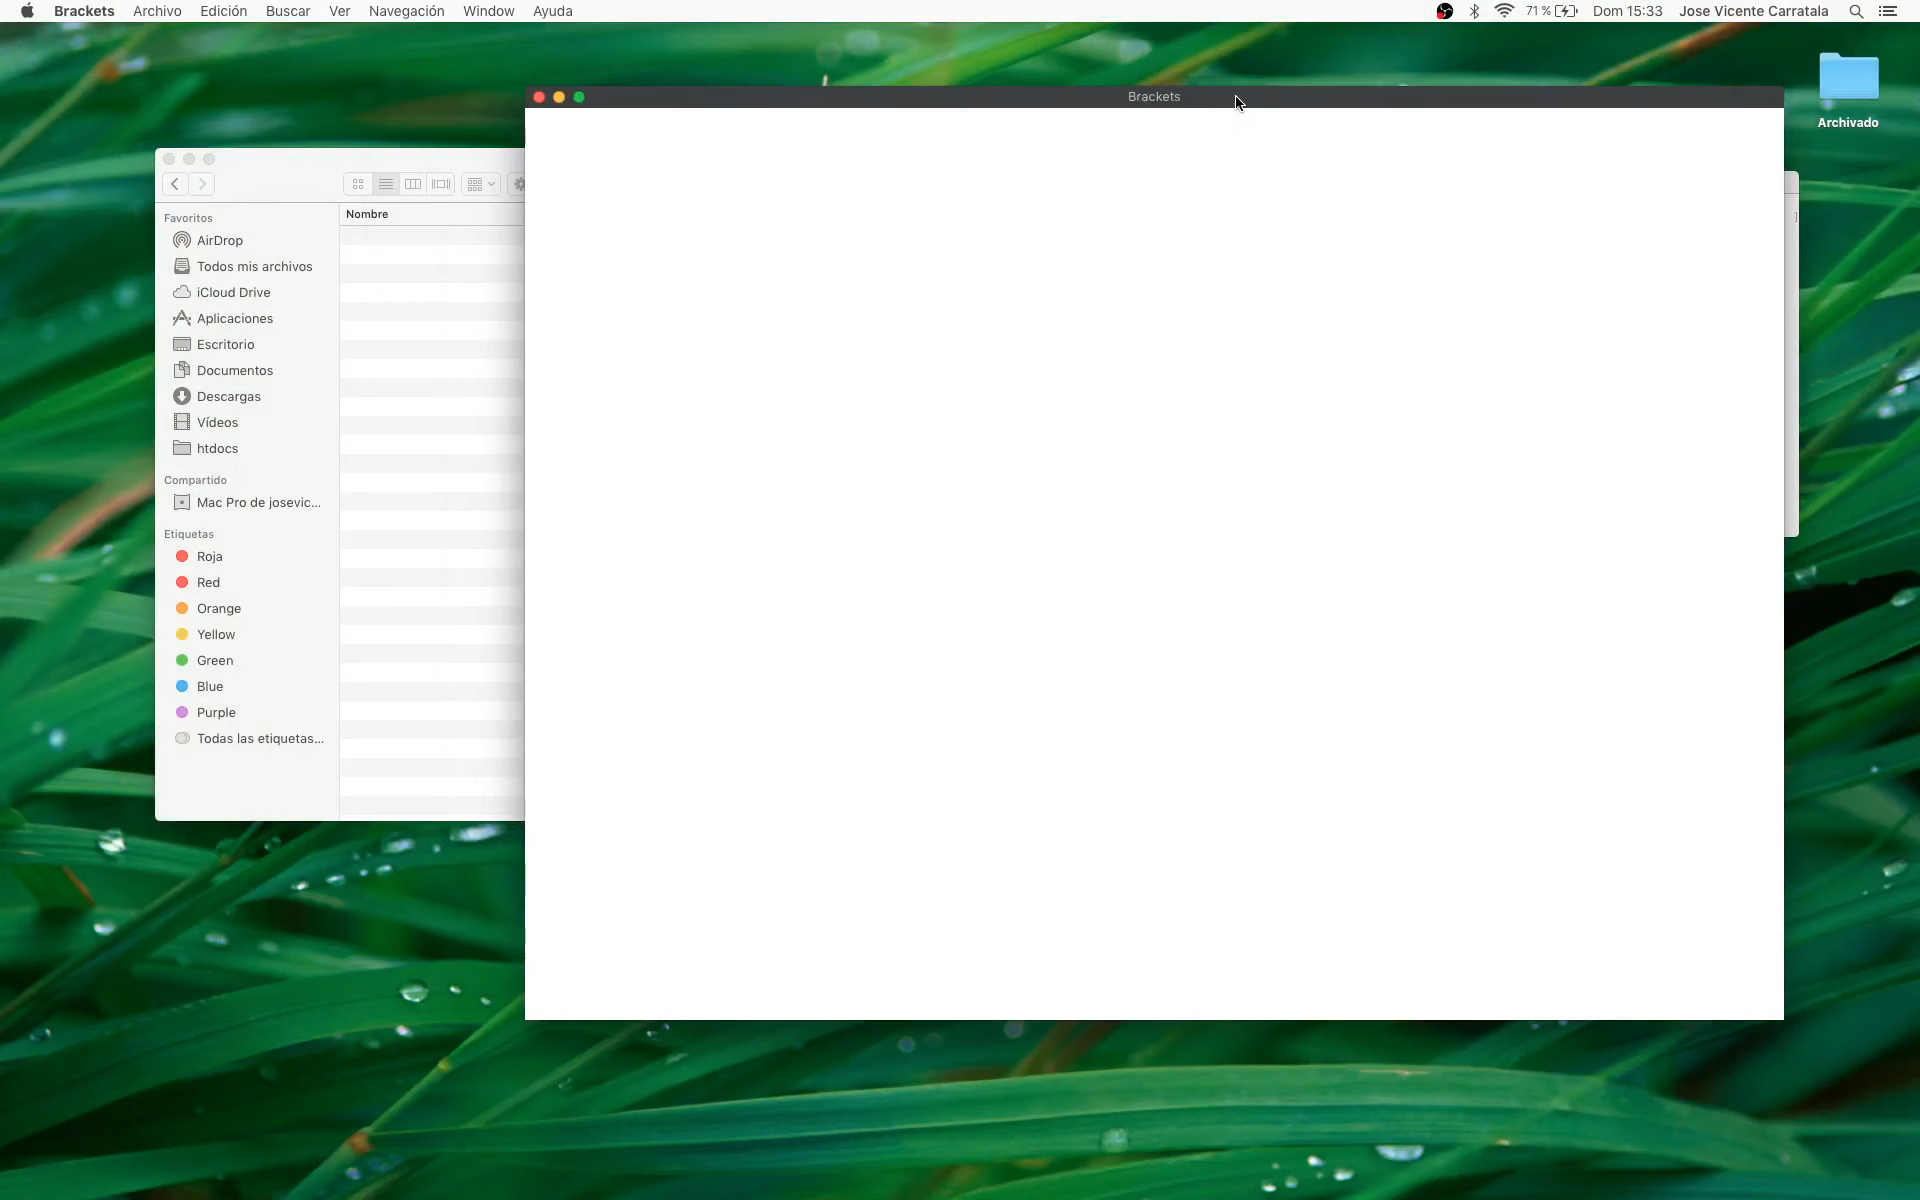 Brackets Archivo Edición Buscar Ver Navegación Window Ayuda 71 % Dom 15:33 Jose Vicente Carratala
Brackets
Archivado
Nombre
Favoritos
AirDrop
Todos mis archivos
iCloud Drive
Aplicaciones
Escritorio
Documentos
Descargas
Vídeos
htdocs
Compartido
Mac Pro de josevic...
Etiquetas
Roja
Red
Orange
Yellow
Green
Blue
Purple
Todas las etiquetas...